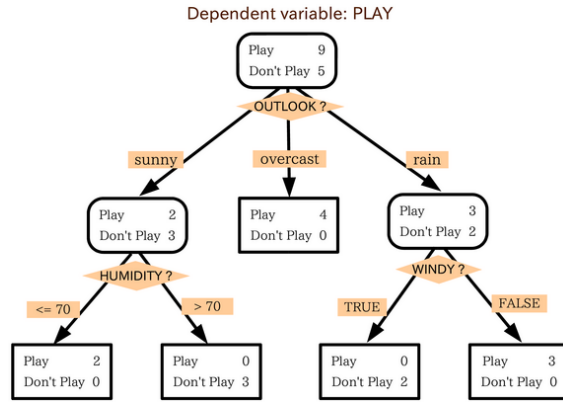 Dependent variable: PLAY
Play 9
Don't Play 5
OUTLOOK ?
sunny
overcast
rain
Play 2
Don't Play 3
Play 4
Don't Play 0
Play 3
Don't Play 2
HUMIDITY ?
WINDY ?
<= 70
> 70
TRUE
FALSE
Play 2
Don't Play 0
Play 0
Don't Play 3
Play 0
Don't Play 2
Play 3
Don't Play 0